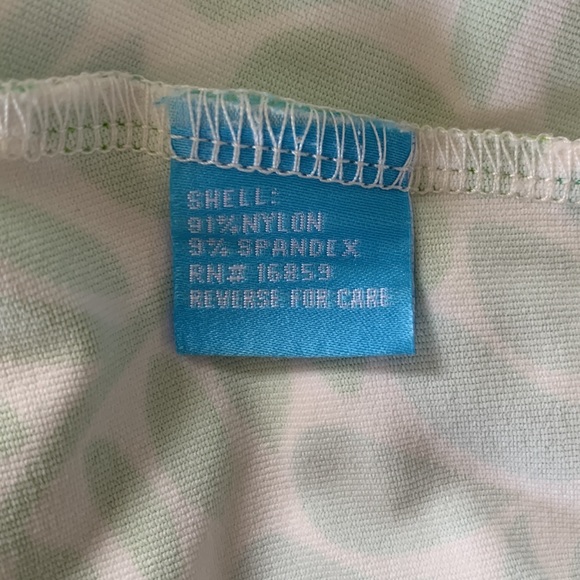 SHELL:
91% NYLON
9% SPANDEX
RN# 16859
REVERSE FOR CARE